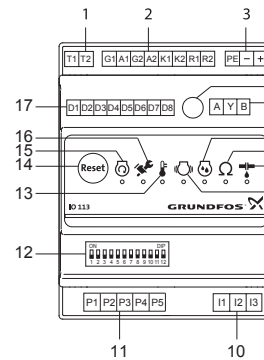 1 2 3
T1 T2 G1 A1 G2 A2 K1 K2 R1 R2 PE − +
17 D1 D2 D3 D4 D5 D6 D7 D8 A Y B
16
15
14 Reset
13
IO 113 GRUNDFOS
12 ON DIP
1 2 3 4 5 6 7 8 9 10 11 12
P1 P2 P3 P4 P5 I1 I2 I3
11 10